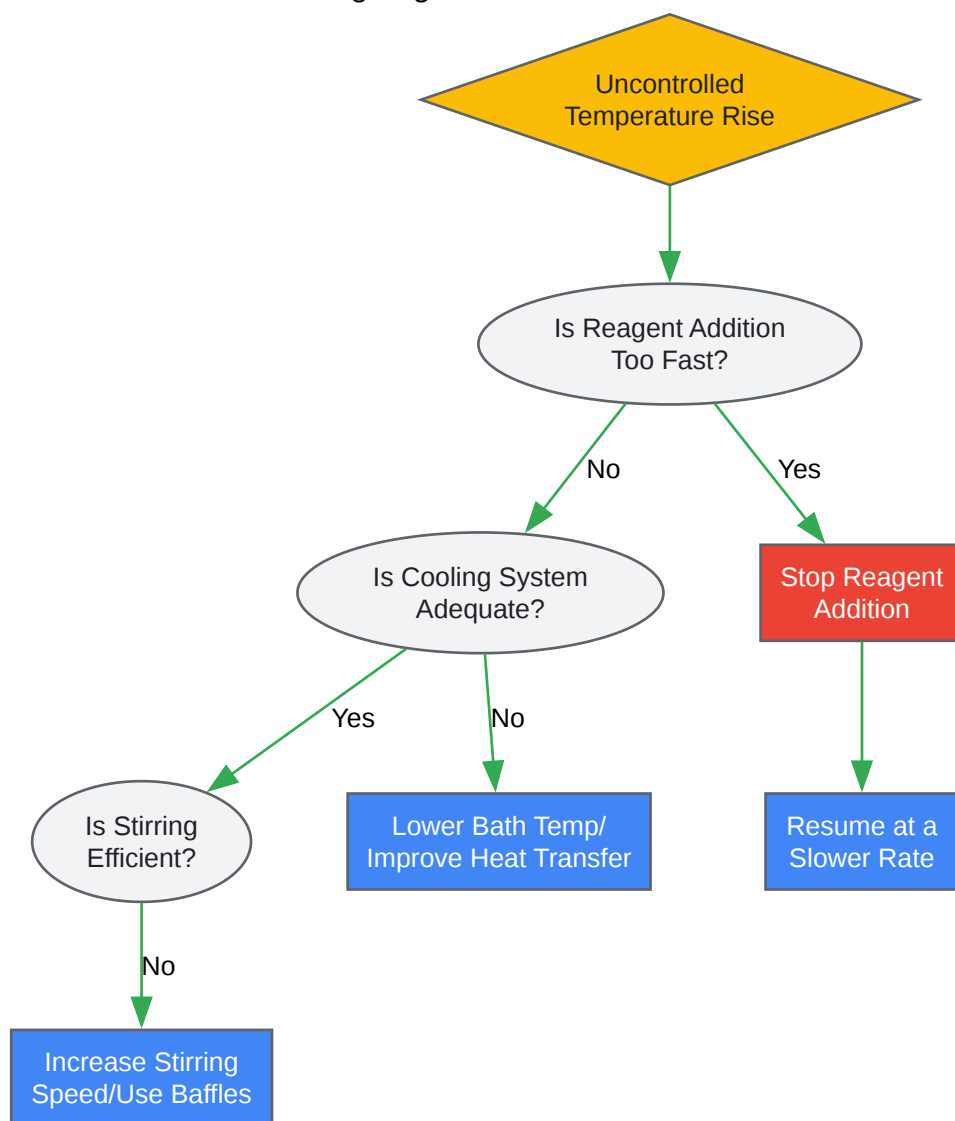 Uncontrolled
Temperature Rise
Is Reagent Addition
Too Fast?
No
Yes
Is Cooling System
Adequate?
Stop Reagent
Addition
Yes
No
Is Stirring
Efficient?
Lower Bath Temp/
Improve Heat Transfer
Resume at a
Slower Rate
No
Increase Stirring
Speed/Use Baffles